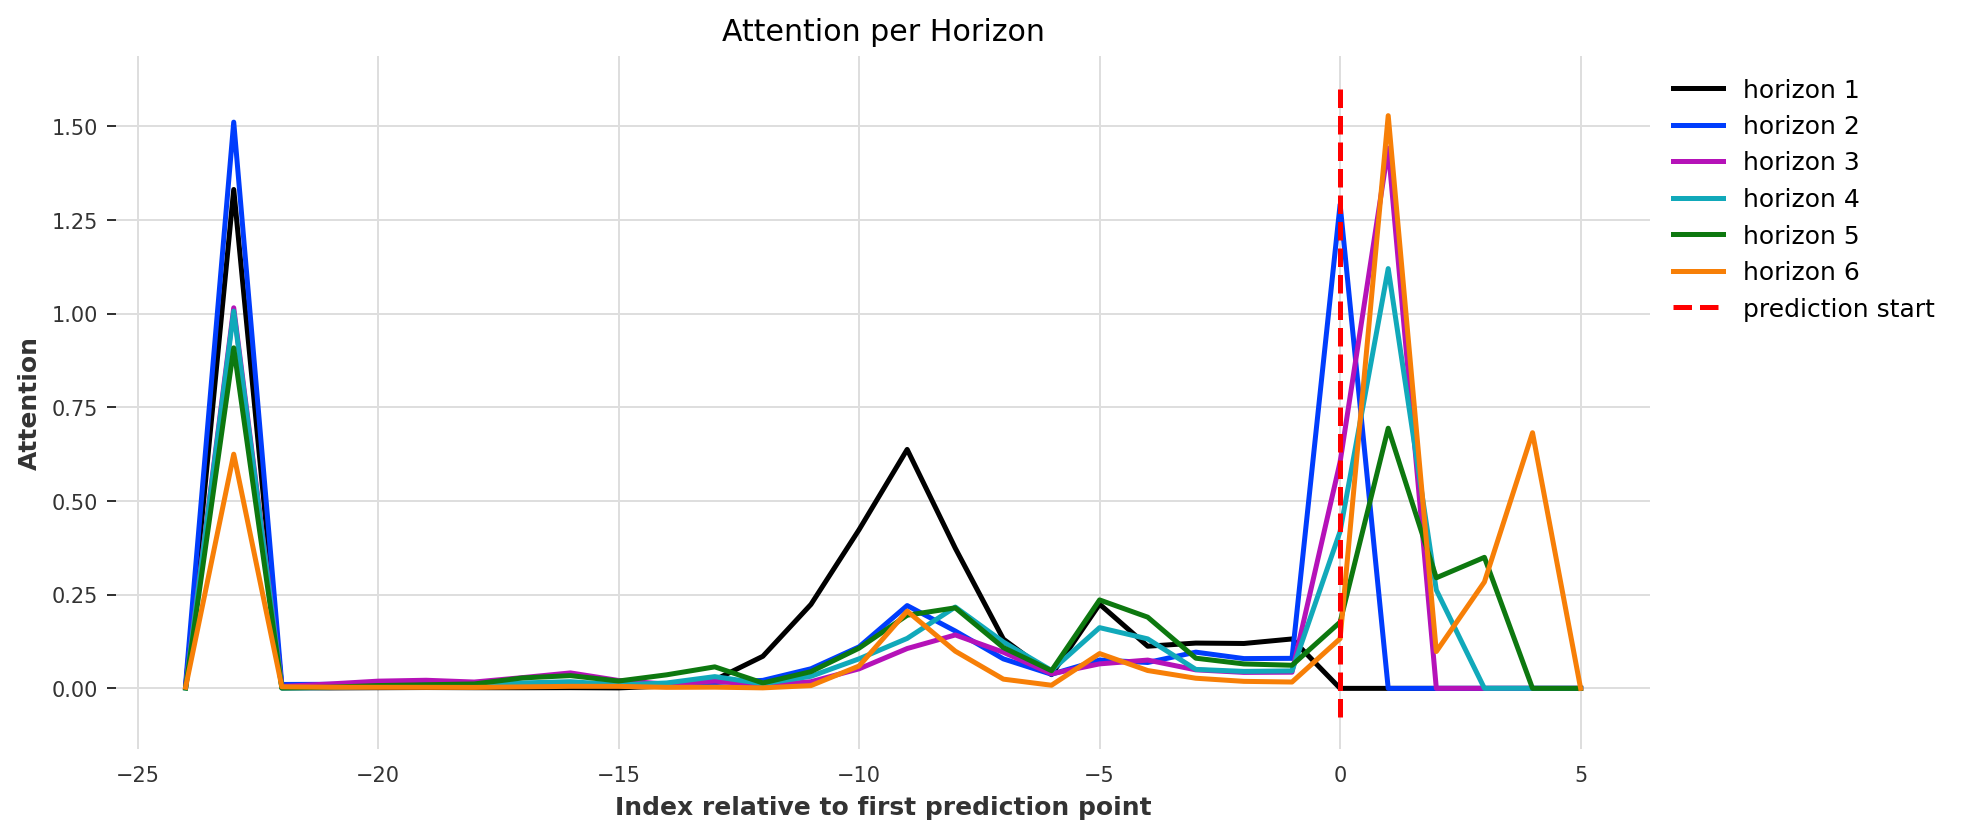 Attention per Horizon
horizon 1
horizon 2
horizon 3
horizon 4
horizon 5
horizon 6
prediction start
1.50
1.25
1.00
0.75
0.50
0.25
0.00
Attention
−25
−20
−15
−10
−5
0
5
Index relative to first prediction point